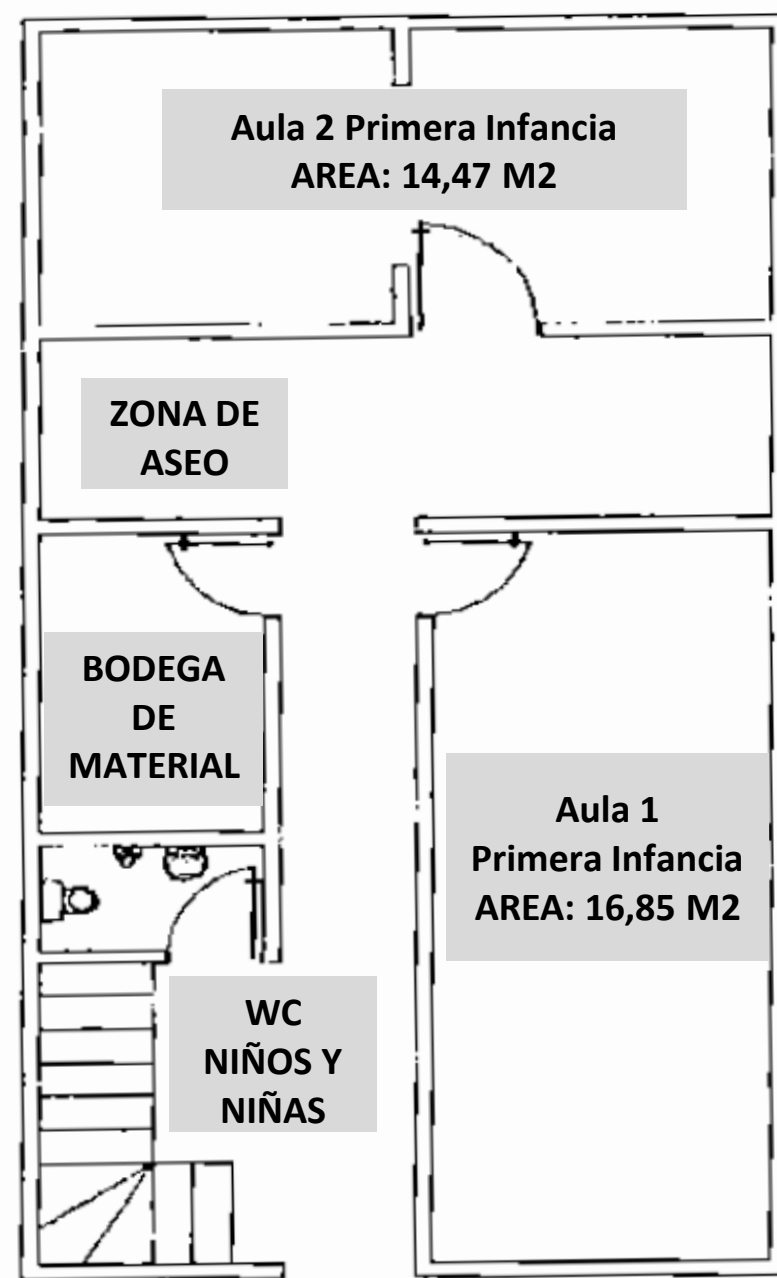 Aula 2 Primera Infancia
AREA: 14,47 M2
ZONA DE
ASEO
BODEGA
DE
MATERIAL
Aula 1
Primera Infancia
AREA: 16,85 M2
WC
NIÑOS Y
NIÑAS